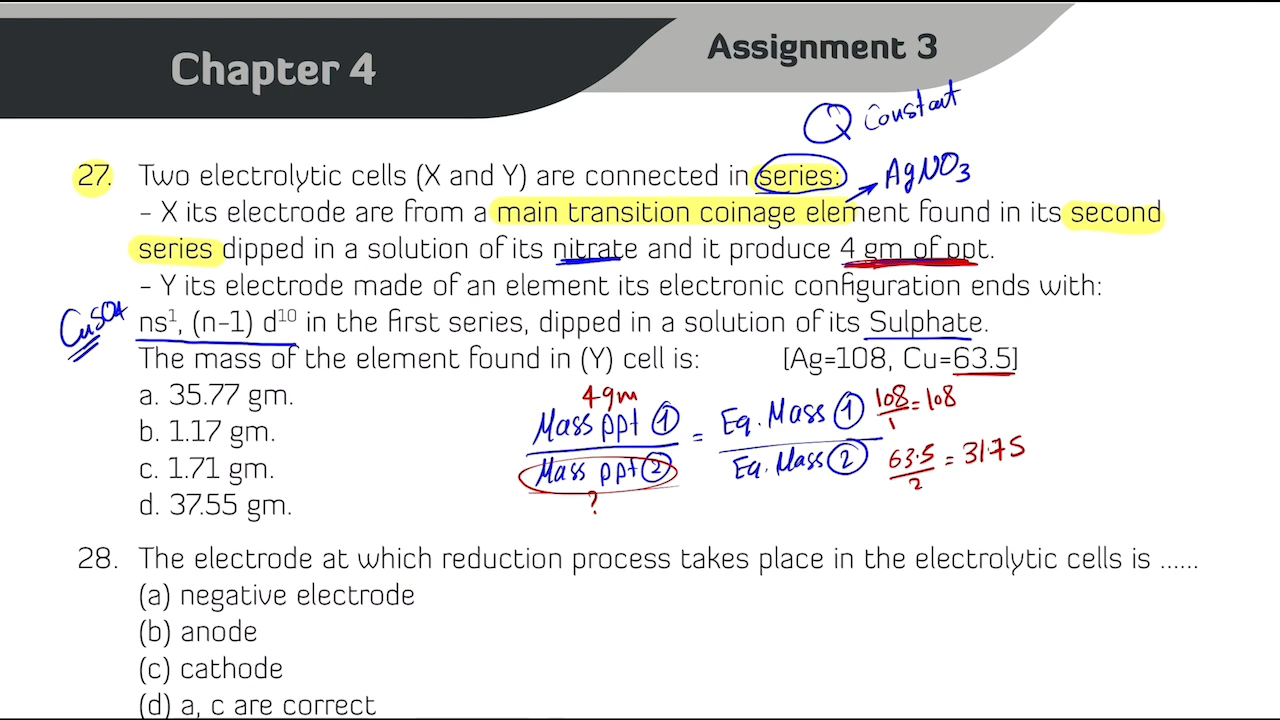 Chapter 4
Assignment 3
Q Constant
27. Two electrolytic cells (X and Y) are connected in series:
AgNO3
- X its electrode are from a main transition coinage element found in its second
series dipped in a solution of its nitrate and it produce 4 gm of ppt.
- Y its electrode made of an element its electronic configuration ends with:
CuSO4
ns¹, (n-1) d¹⁰ in the first series, dipped in a solution of its Sulphate.
The mass of the element found in (Y) cell is: [Ag=108, Cu=63.5]
a. 35.77 gm.
b. 1.17 gm.
c. 1.71 gm.
d. 37.55 gm.
4gm
Mass ppt 1 = Eq. Mass 1 108/1 = 108
Mass ppt 2 Eq. Mass 2 63.5/2 = 31.75
?
28. The electrode at which reduction process takes place in the electrolytic cells is ......
(a) negative electrode
(b) anode
(c) cathode
(d) a, c are correct